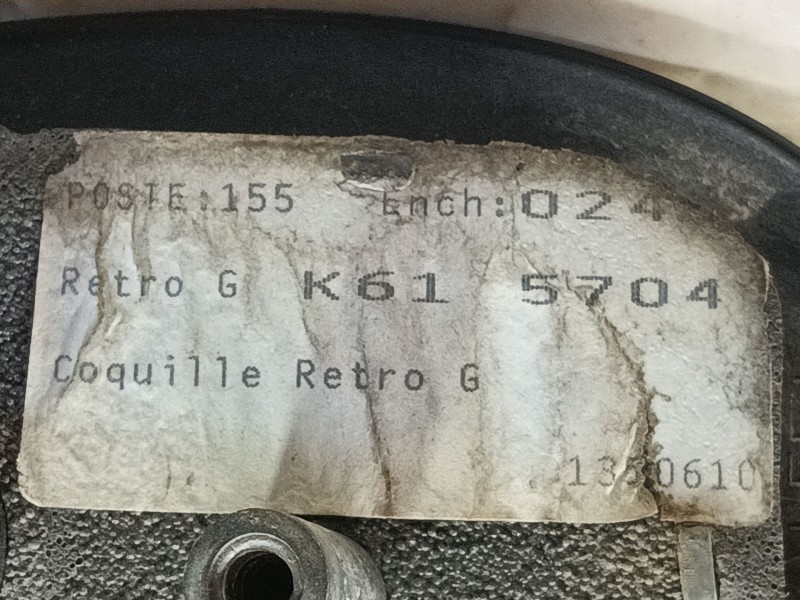 POSTE:155 Ench:024
Retro G K61 5704
Coquille Retro G